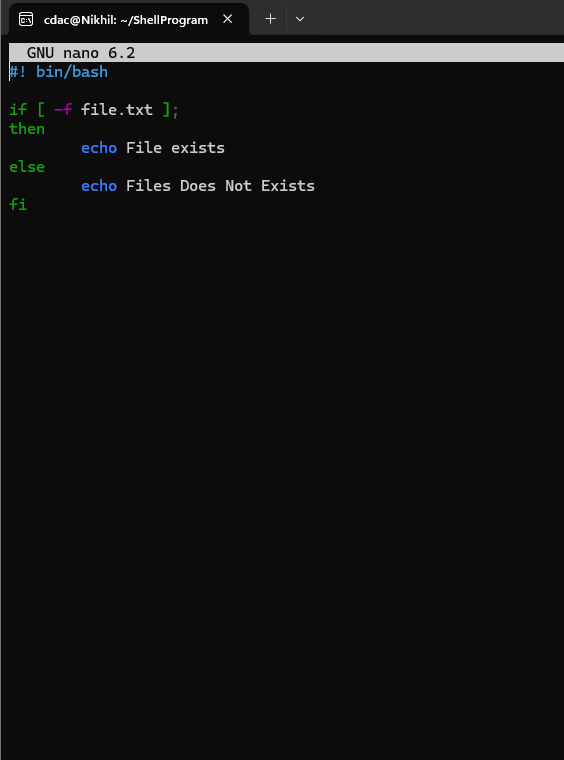 cdac@Nikhil: ~/ShellProgram
GNU nano 6.2
#! bin/bash
if [ -f file.txt ];
then
echo File exists
else
echo Files Does Not Exists
fi